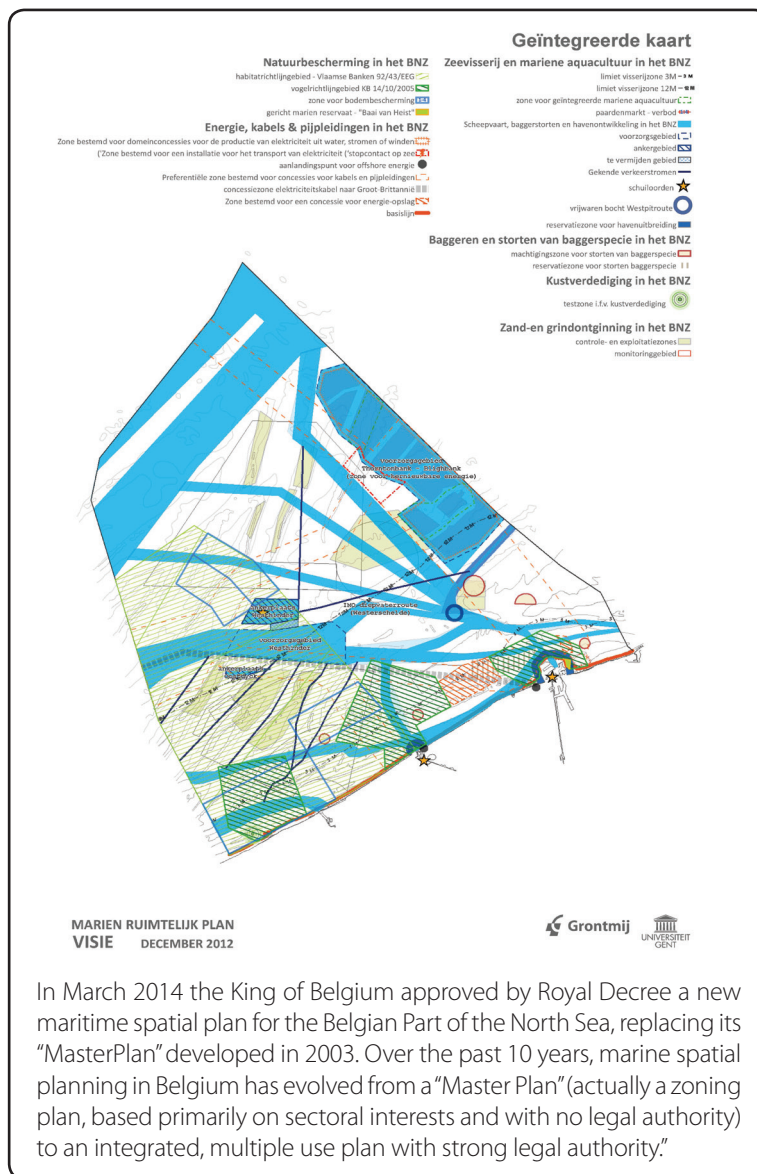 Geïntegreerde kaart
Natuurbescherming in het BNZ
habitatrichtlijngebied - Vlaamse Banken 92/43/EEG
vogelrichtlijngebied KB 14/10/2005
zone voor bodembescherming
gericht marien reservaat - "Baai van Heist"
Energie, kabels & pijpleidingen in het BNZ
Zone bestemd voor domeinconcessies voor de productie van elektriciteit uit water, stromen of winden
('Zone bestemd voor een installatie voor het transport van elektriciteit ('stopcontact op zee
aanlandingspunt voor offshore energie
Preferentiële zone bestemd voor concessies voor kabels en pijpleidingen
concessiezone elektriciteitskabel naar Groot-Brittannië
Zone bestemd voor een concessie voor energie-opslag
basislijn
Zeevisserij en mariene aquacultuur in het BNZ
limiet visserijzone 3M
limiet visserijzone 12M
zone voor geïntegreerde mariene aquacultuur
paardenmarkt - verbod
Scheepvaart, baggerstorten en havenontwikkeling in het BNZ
voorzorgsgebied
ankergebied
te vermijden gebied
Gekende verkeerstromen
schuiloorden
vrijwaren bocht Westpitroute
reservatiezone voor havenuitbreiding
Baggeren en storten van baggerspecie in het BNZ
machtigingszone voor storten van baggerspecie
reservatiezone voor storten baggerspecie
Kustverdediging in het BNZ
testzone i.f.v. kustverdediging
Zand-en grindontginning in het BNZ
controle- en exploitatiezones
monitoringgebied
Voorzorgsgebied
(zone voor hernieuwbare energie)
IMO diepwaterroute
(Westerschelde)
Voorzorgsgebied
Westhinder
MARIEN RUIMTELIJK PLAN
VISIE DECEMBER 2012
Grontmij
UNIVERSITEIT
GENT
In March 2014 the King of Belgium approved by Royal Decree a new
maritime spatial plan for the Belgian Part of the North Sea, replacing its
"MasterPlan" developed in 2003. Over the past 10 years, marine spatial
planning in Belgium has evolved from a "Master Plan" (actually a zoning
plan, based primarily on sectoral interests and with no legal authority)
to an integrated, multiple use plan with strong legal authority."